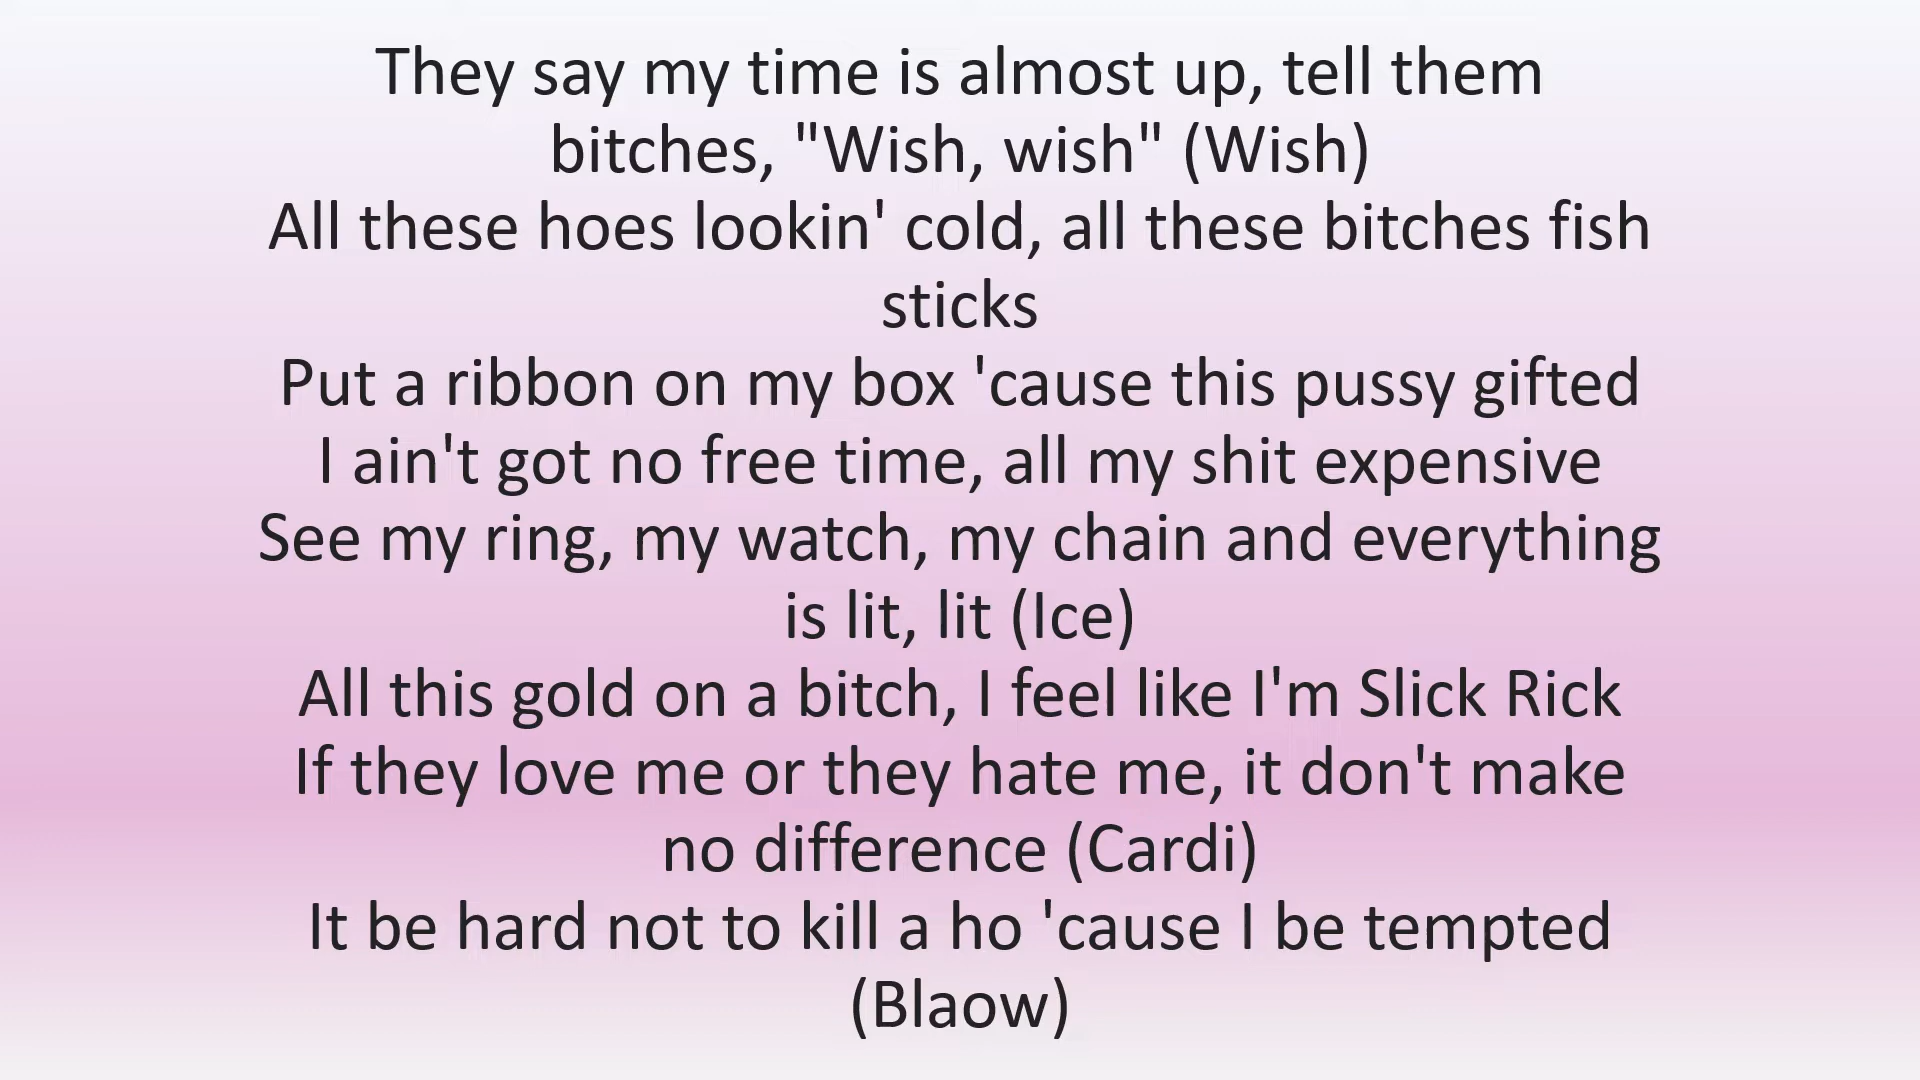 They say my time is almost up, tell them
bitches, "Wish, wish" (Wish)
All these hoes lookin' cold, all these bitches fish
sticks
Put a ribbon on my box 'cause this pussy gifted
I ain't got no free time, all my shit expensive
See my ring, my watch, my chain and everything
is lit, lit (Ice)
All this gold on a bitch, I feel like I'm Slick Rick
If they love me or they hate me, it don't make
no difference (Cardi)
It be hard not to kill a ho 'cause I be tempted
(Blaow)